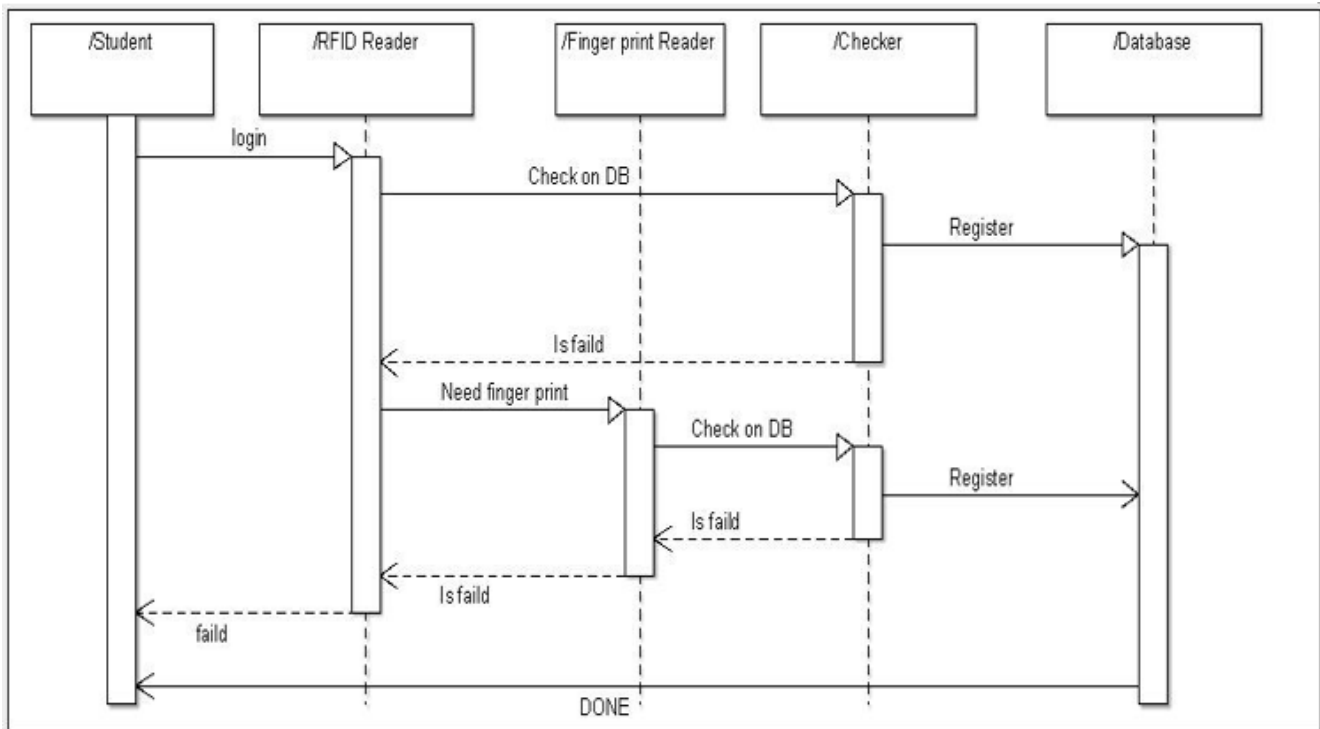 /Student
/RFID Reader
/Finger print Reader
/Checker
/Database
login
Check on DB
Register
Is faild
Need finger print
Check on DB
Register
Is faild
Is faild
faild
DONE